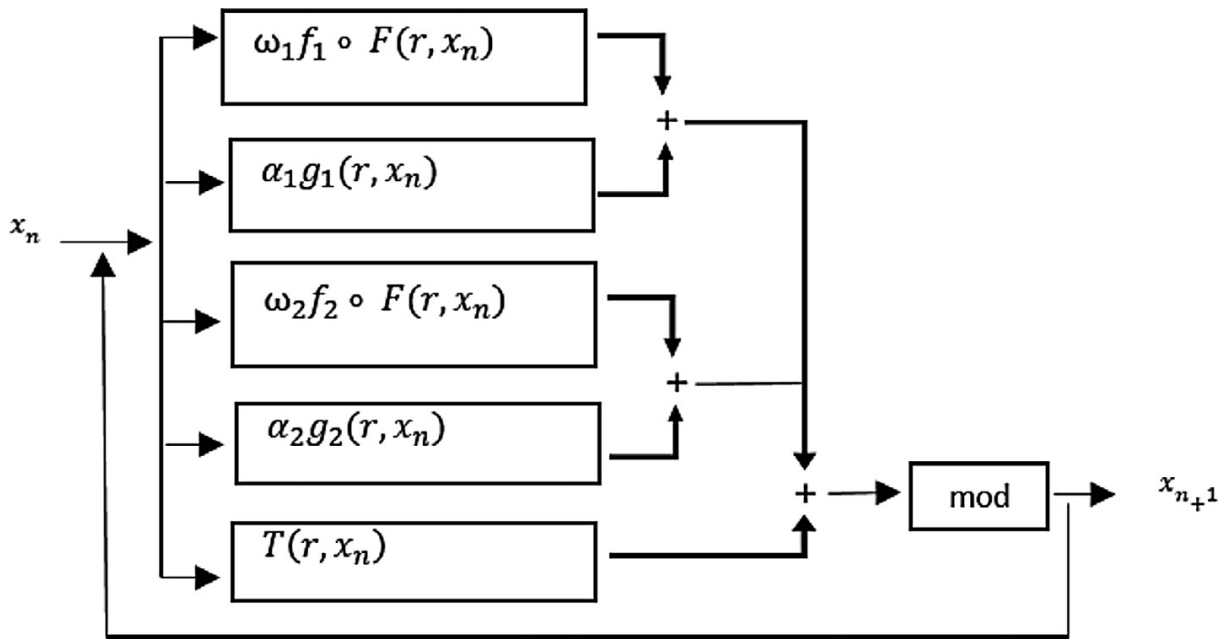 ω₁f₁ ∘ F(r, xₙ)
+
α₁g₁(r, xₙ)
xₙ
ω₂f₂ ∘ F(r, xₙ)
+
α₂g₂(r, xₙ)
+
mod
xₙ₊₁
T(r, xₙ)